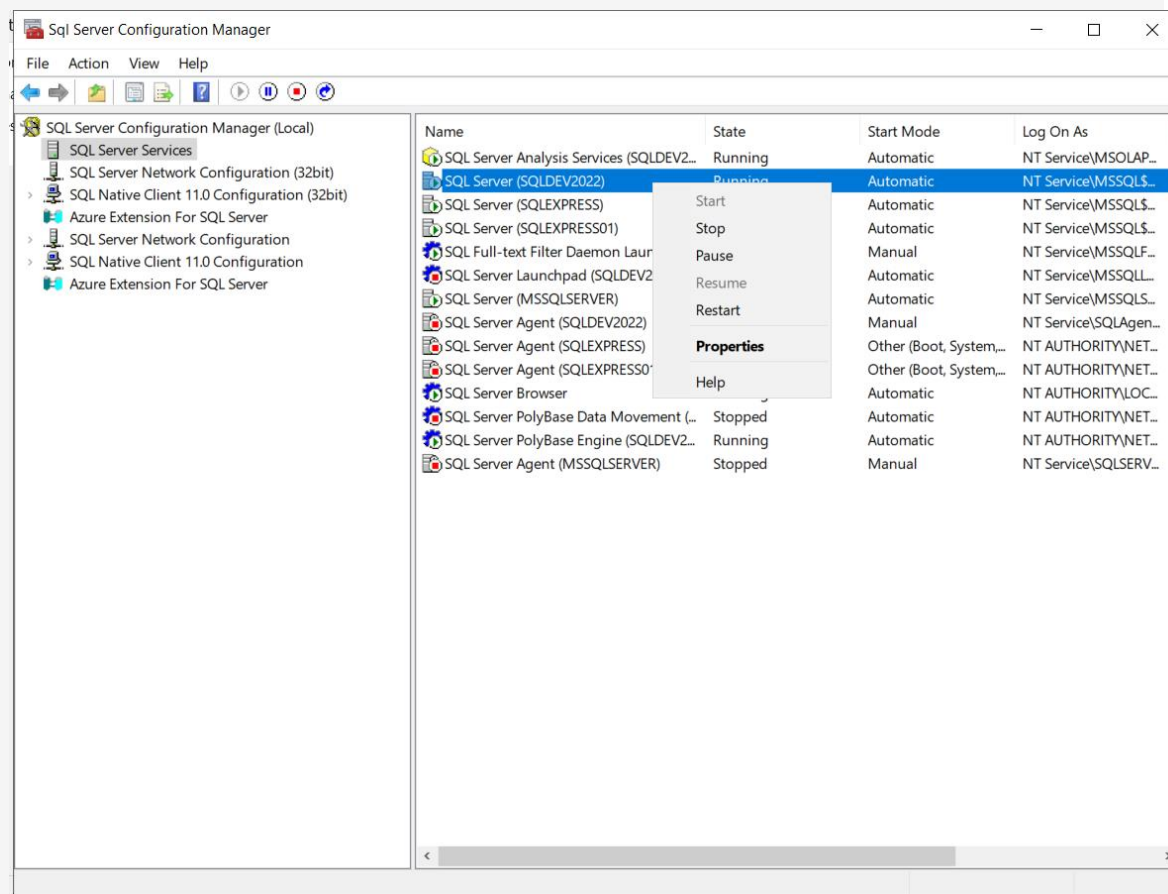 Sql Server Configuration Manager
File Action View Help
SQL Server Configuration Manager (Local)
SQL Server Services
SQL Server Network Configuration (32bit)
SQL Native Client 11.0 Configuration (32bit)
Azure Extension For SQL Server
SQL Server Network Configuration
SQL Native Client 11.0 Configuration
Azure Extension For SQL Server
Name State Start Mode Log On As
SQL Server Analysis Services (SQLDEV2... Running Automatic NT Service\MSOLAP...
SQL Server (SQLDEV2022) Running Automatic NT Service\MSSQL$...
SQL Server (SQLEXPRESS) Automatic NT Service\MSSQL$...
SQL Server (SQLEXPRESS01) Automatic NT Service\MSSQL$...
SQL Full-text Filter Daemon Laun Manual NT Service\MSSQLF...
SQL Server Launchpad (SQLDEV2 Automatic NT Service\MSSQLL...
SQL Server (MSSQLSERVER) Automatic NT Service\MSSQLS...
SQL Server Agent (SQLDEV2022) Manual NT Service\SQLAgen...
SQL Server Agent (SQLEXPRESS) Other (Boot, System,... NT AUTHORITY\NET...
SQL Server Agent (SQLEXPRESS0 Other (Boot, System,... NT AUTHORITY\NET...
SQL Server Browser Automatic NT AUTHORITY\LOC...
SQL Server PolyBase Data Movement (... Stopped Automatic NT AUTHORITY\NET...
SQL Server PolyBase Engine (SQLDEV2... Running Automatic NT AUTHORITY\NET...
SQL Server Agent (MSSQLSERVER) Stopped Manual NT Service\SQLSERV...
Start
Stop
Pause
Resume
Restart
Properties
Help